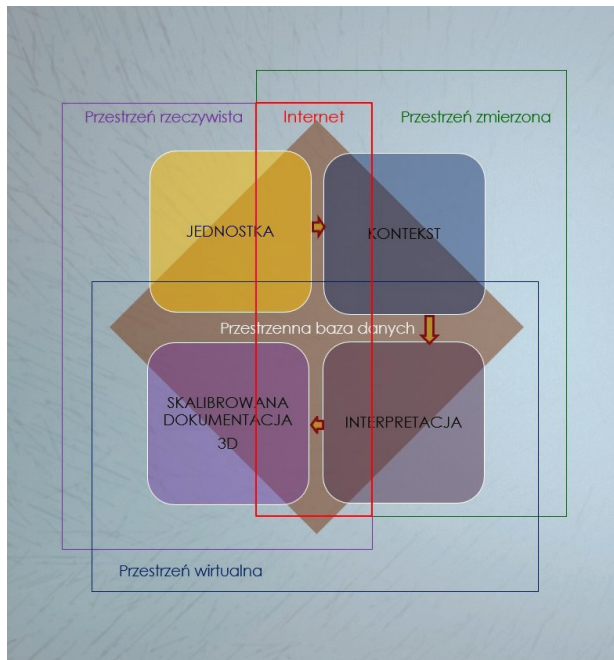 Przestrzeń rzeczywista
Internet
Przestrzeń zmierzona
JEDNOSTKA
KONTEKST
Przestrzenna baza danych
SKALIBROWANA
DOKUMENTACJA
3D
INTERPRETACJA
Przestrzeń wirtualna